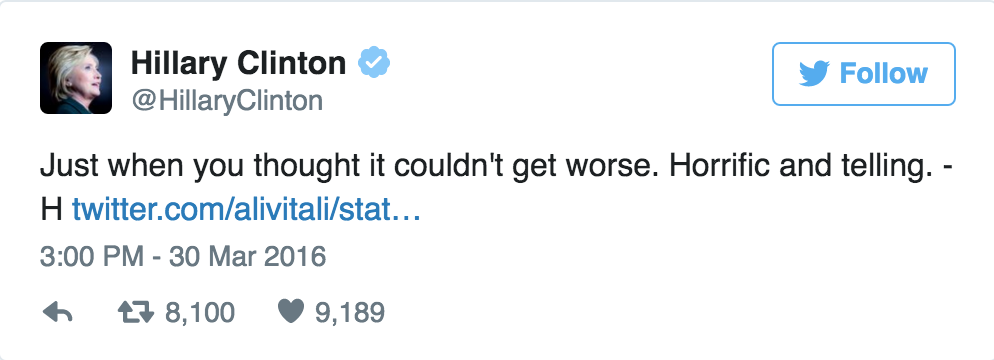 Hillary Clinton
@HillaryClinton
Follow
Just when you thought it couldn't get worse. Horrific and telling. -
H twitter.com/alivitali/stat…
3:00 PM - 30 Mar 2016
8,100 9,189